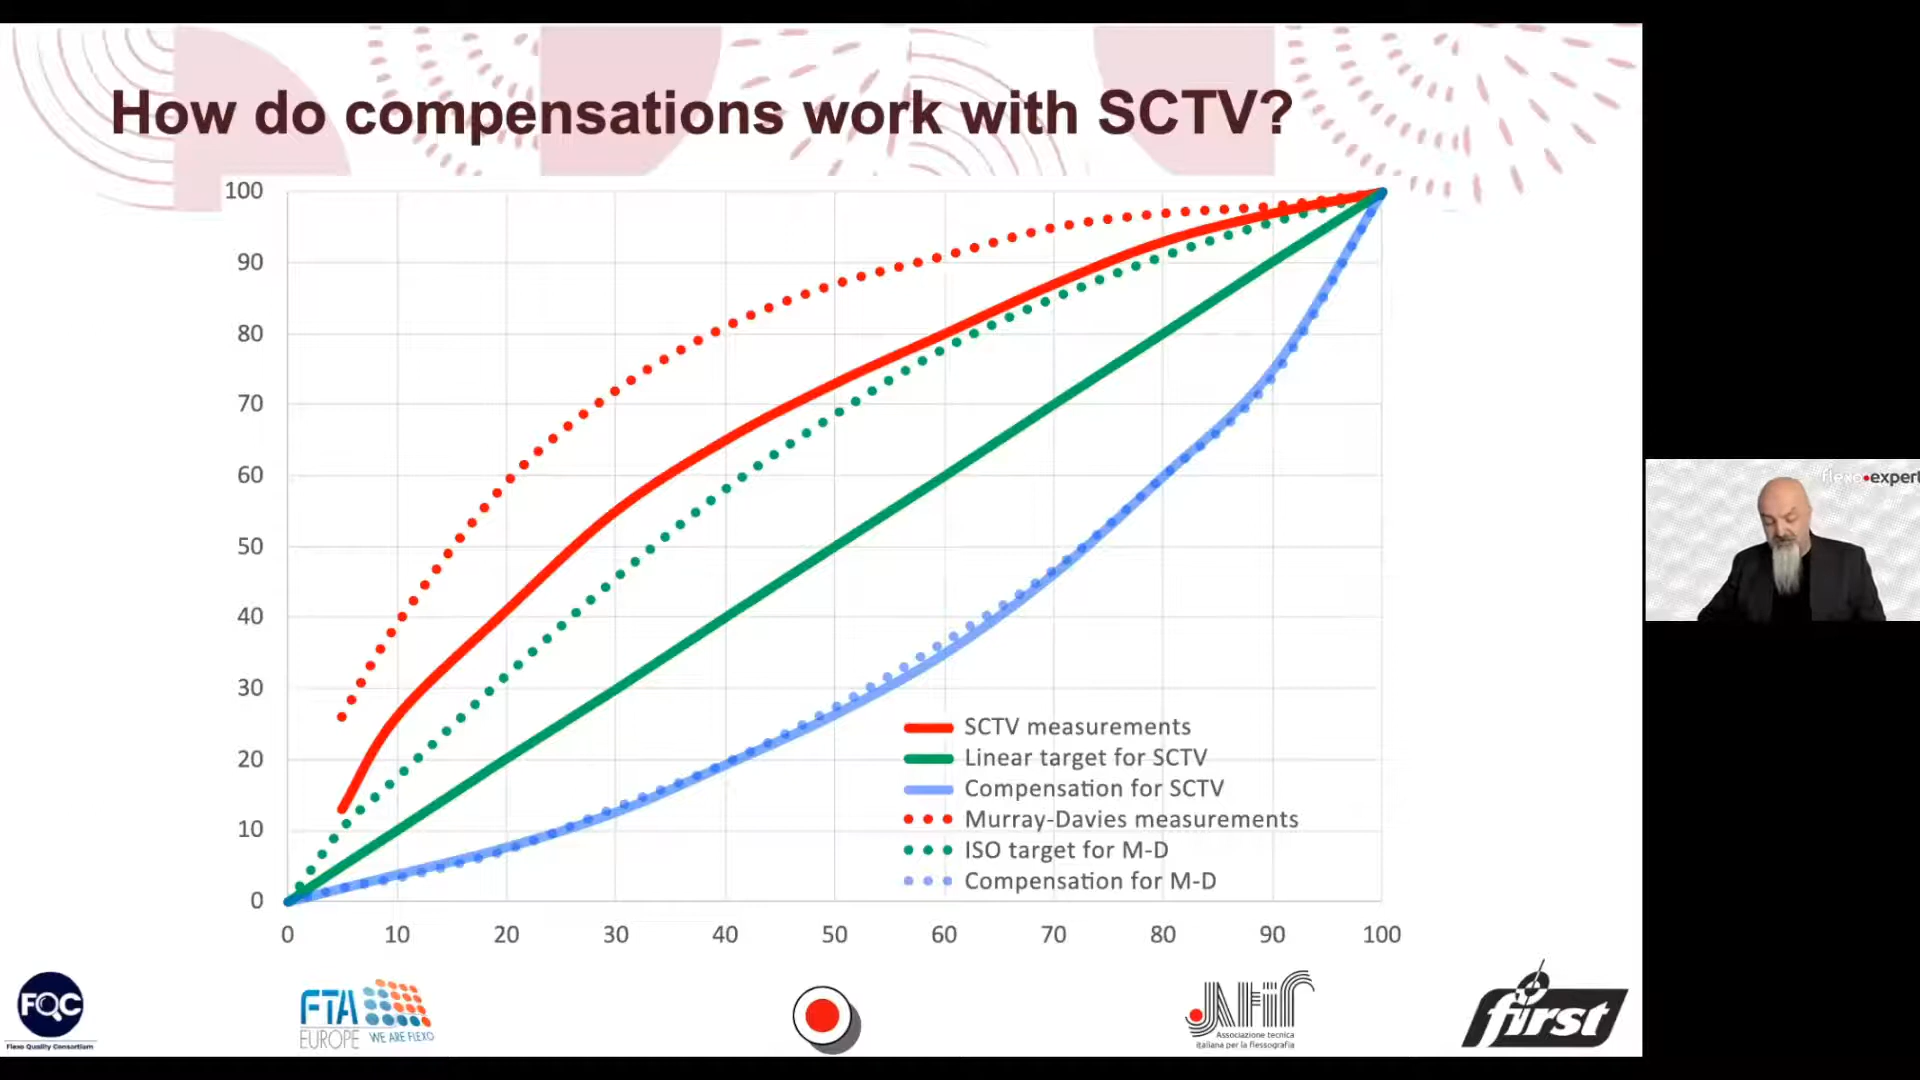 How do compensations work with SCTV?
100
90
80
70
60
50
40
30
20
10
0
0 10 20 30 40 50 60 70 80 90 100
SCTV measurements
Linear target for SCTV
Compensation for SCTV
Murray-Davies measurements
ISO target for M-D
Compensation for M-D
flexo•expert
FQC
Flexo Quality Consortium
FTA
EUROPE WE ARE FLEXO
Associazione tecnica
italiana per la flessografia
first